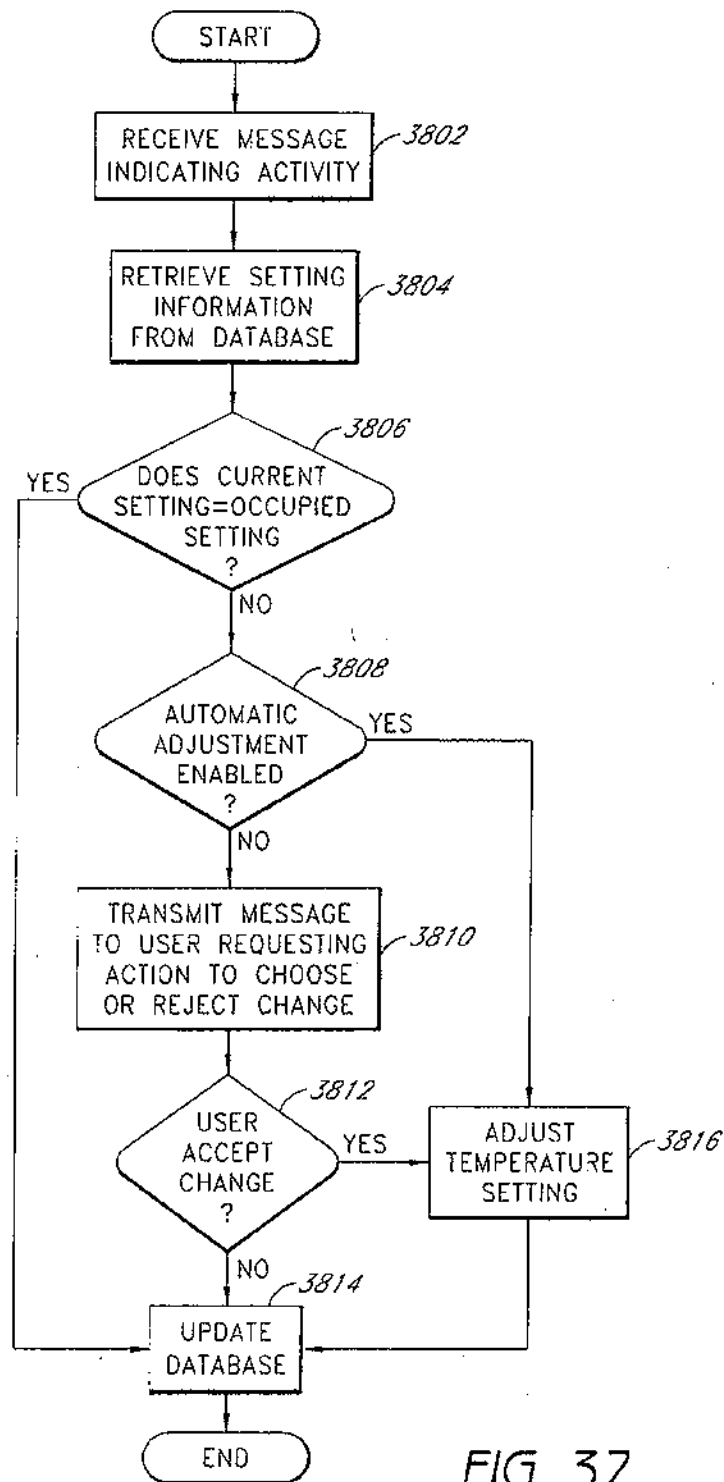 START
RECEIVE MESSAGE
INDICATING ACTIVITY
3802
RETRIEVE SETTING
INFORMATION
FROM DATABASE
3804
3806
DOES CURRENT
SETTING=OCCUPIED
SETTING
?
YES
NO
3808
AUTOMATIC
ADJUSTMENT
ENABLED
?
YES
NO
TRANSMIT MESSAGE
TO USER REQUESTING
ACTION TO CHOOSE
OR REJECT CHANGE
3810
3812
USER
ACCEPT
CHANGE
?
YES
ADJUST
TEMPERATURE
SETTING
3816
NO
3814
UPDATE
DATABASE
END
FIG. 37